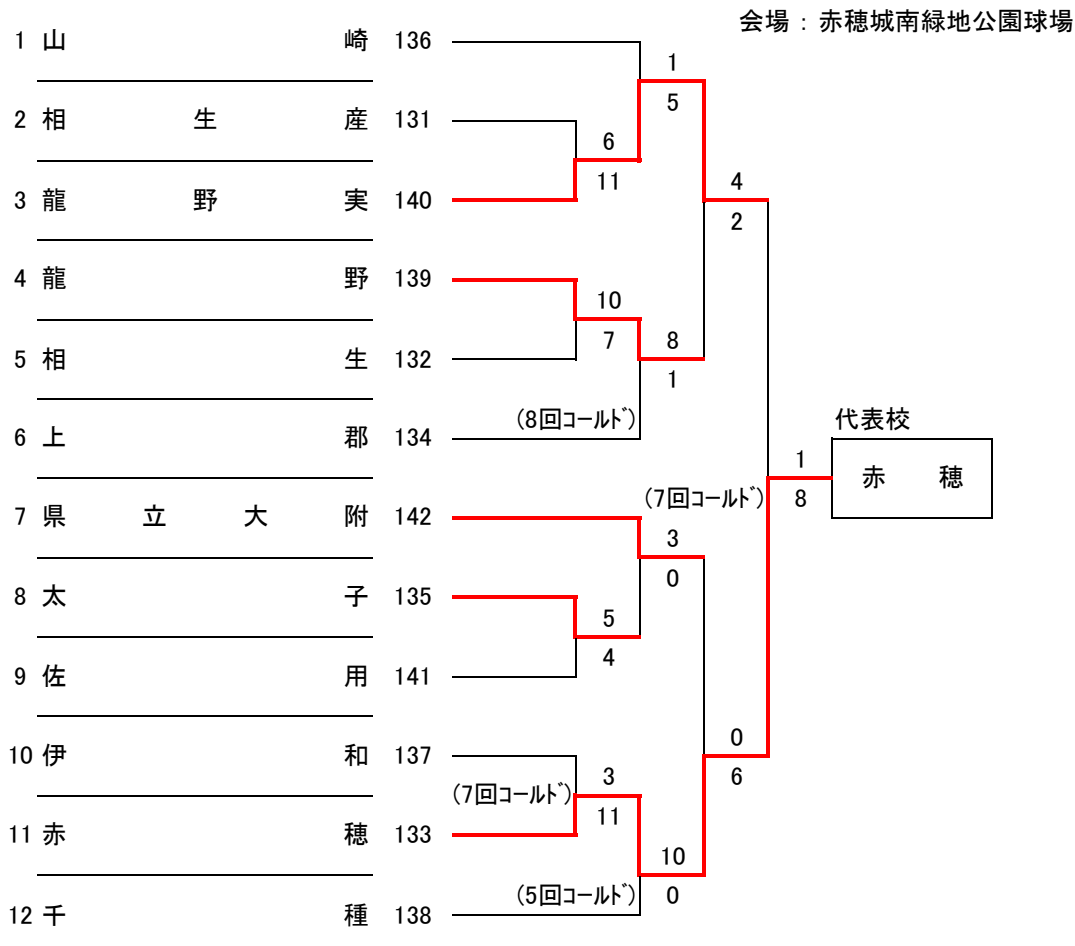 会場：赤穂城南緑地公園球場
1 山崎 136
1
5
2 相生産 131
6
11
3 龍野実 140
4
2
4 龍野 139
10
7
5 相生 132
8
1
(8回ｺｰﾙﾄﾞ)
6 上郡 134
代表校
赤穂
1
8
(7回ｺｰﾙﾄﾞ)
7 県立大附 142
3
0
8 太子 135
5
4
9 佐用 141
0
6
10 伊和 137
(7回ｺｰﾙﾄﾞ)
3
11
11 赤穂 133
10
0
(5回ｺｰﾙﾄﾞ)
12 千種 138